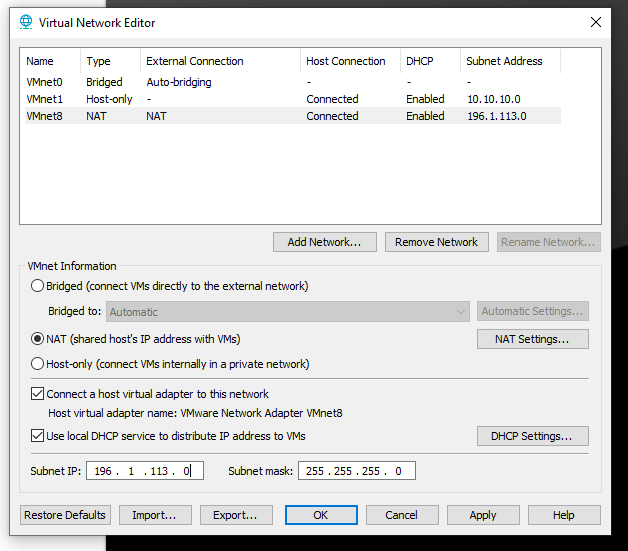 Virtual Network Editor
Name Type External Connection Host Connection DHCP Subnet Address
VMnet0 Bridged Auto-bridging - - -
VMnet1 Host-only - Connected Enabled 10.10.10.0
VMnet8 NAT NAT Connected Enabled 196.1.113.0
Add Network... Remove Network Rename Network...
VMnet Information
Bridged (connect VMs directly to the external network)
Bridged to: Automatic Automatic Settings...
NAT (shared host's IP address with VMs) NAT Settings...
Host-only (connect VMs internally in a private network)
Connect a host virtual adapter to this network
Host virtual adapter name: VMware Network Adapter VMnet8
Use local DHCP service to distribute IP address to VMs DHCP Settings...
Subnet IP: 196 . 1 . 113 . 0 Subnet mask: 255 . 255 . 255 . 0
Restore Defaults Import... Export... OK Cancel Apply Help